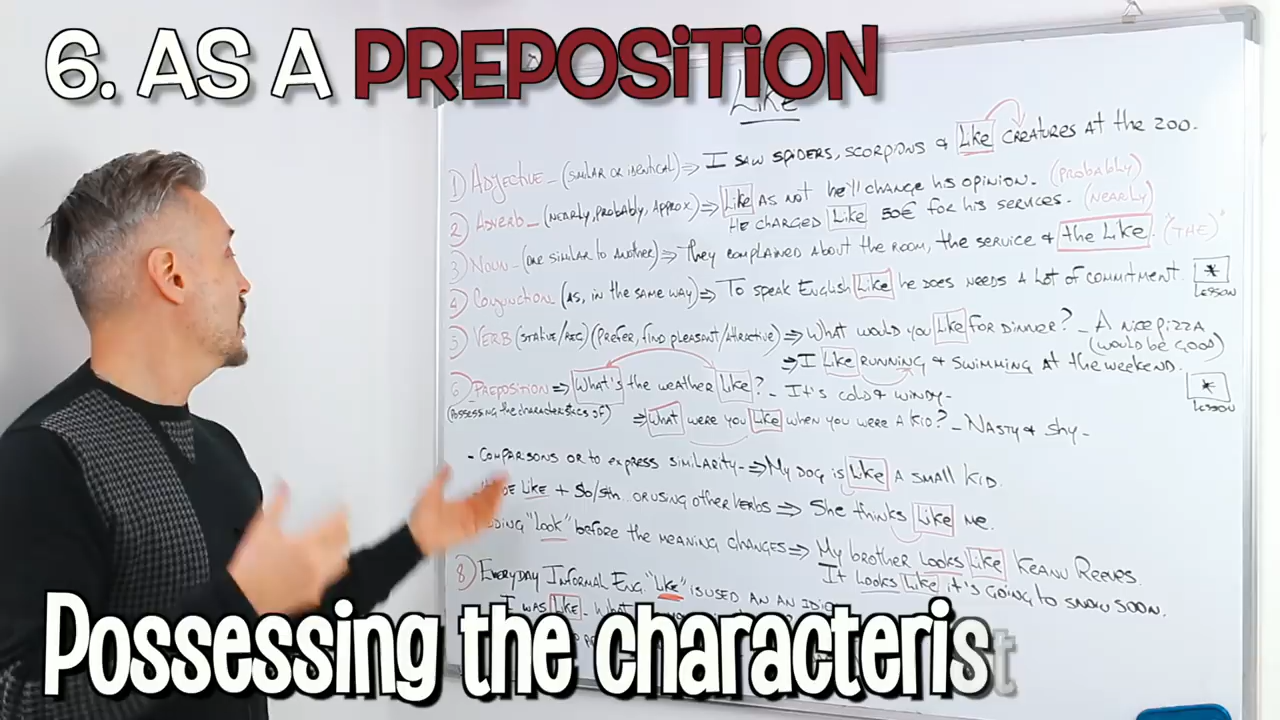 6. AS A PREPOSITION
Like
1) ADJECTIVE - (SIMILAR OR IDENTICAL) => I SAW SPIDERS, SCORPIONS & Like CREATURES AT the ZOO.
2) ADVERB - (NEARLY, PROBABLY, APPROX) => Like AS NOT he'll CHANGE his OPINION. (PROBABLY)
HE CHARGED Like 50€ FOR his SERVICES. (NEARLY)
3) NOUN - (ONE SIMILAR TO ANOTHER) => They COMPLAINED ABOUT the ROOM, the SERVICE & the Like. "(THE)"
4) CONJUNCTION (AS, IN the SAME WAY) => To SPEAK ENGLISH Like he DOES NEEDS A LOT OF COMMITMENT. * LESSON
5) VERB (STATIVE/REG) (PREFER, FIND PLEASANT/ATTRACTIVE) => WHAT WOULD YOU Like FOR DINNER? - A NICE PIZZA
(WOULD BE GOOD)
=> I Like RUNNING & SWIMMING AT the WEEKEND.
6) PREPOSITION => What's the weather Like? - It's COLD & WINDY - * LESSON
(POSSESSING the CHARACTERISTICS OF) => What were you Like when you were A KID? - NASTY & Shy -
- COMPARISONS OR to EXPRESS SIMILARITY - => My DOG IS Like A SMALL KID.
LIKE + SO/Sth OR USING OTHER VERBS => She thinks Like Me.
"LOOK" BEFORE the MEANING CHANGES => My BROTHER LOOKS Like KEANU REEVES.
It LOOKS Like it's GOING TO SNOW SOON.
8) EVERYDAY INFORMAL ENG. "LIKE" IS USED AN AN
I WAS Like -
Possessing the characterist